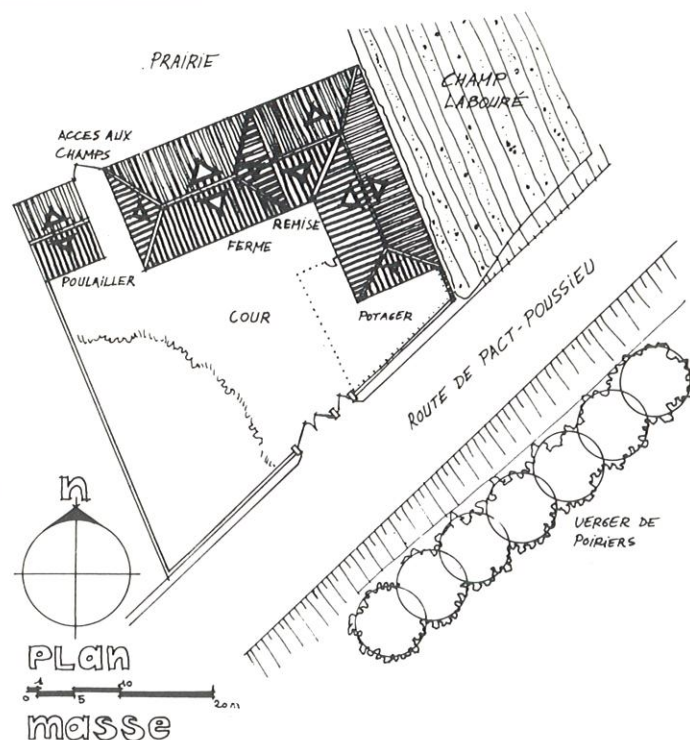 PRAIRIE
CHAMP
LABOURÉ
ACCES AUX
CHAMPS
REMISE
FERME
POULAILLER
COUR
POTAGER
ROUTE DE PACT-POUSSIEU
VERGER DE
POIRIERS
n
PLan
0 1 5 10 20 m
masse